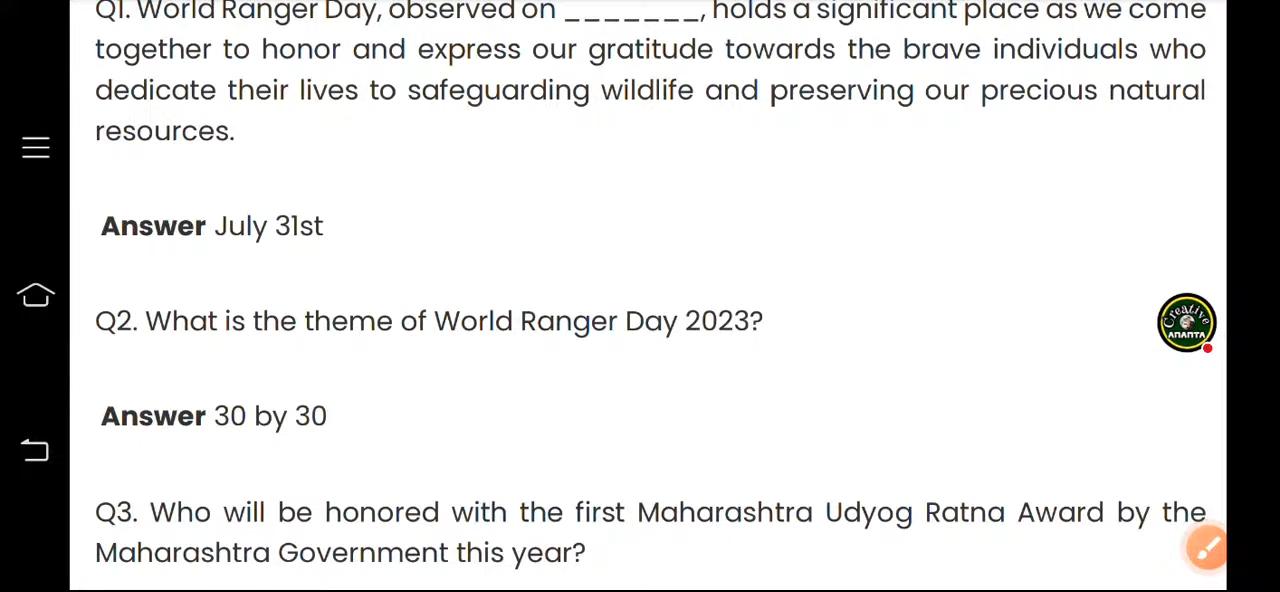 Q1. World Ranger Day, observed on _______, holds a significant place as we come
together to honor and express our gratitude towards the brave individuals who
dedicate their lives to safeguarding wildlife and preserving our precious natural
resources.
Answer July 31st
Q2. What is the theme of World Ranger Day 2023?
Creative
ANANTA
Answer 30 by 30
Q3. Who will be honored with the first Maharashtra Udyog Ratna Award by the
Maharashtra Government this year?